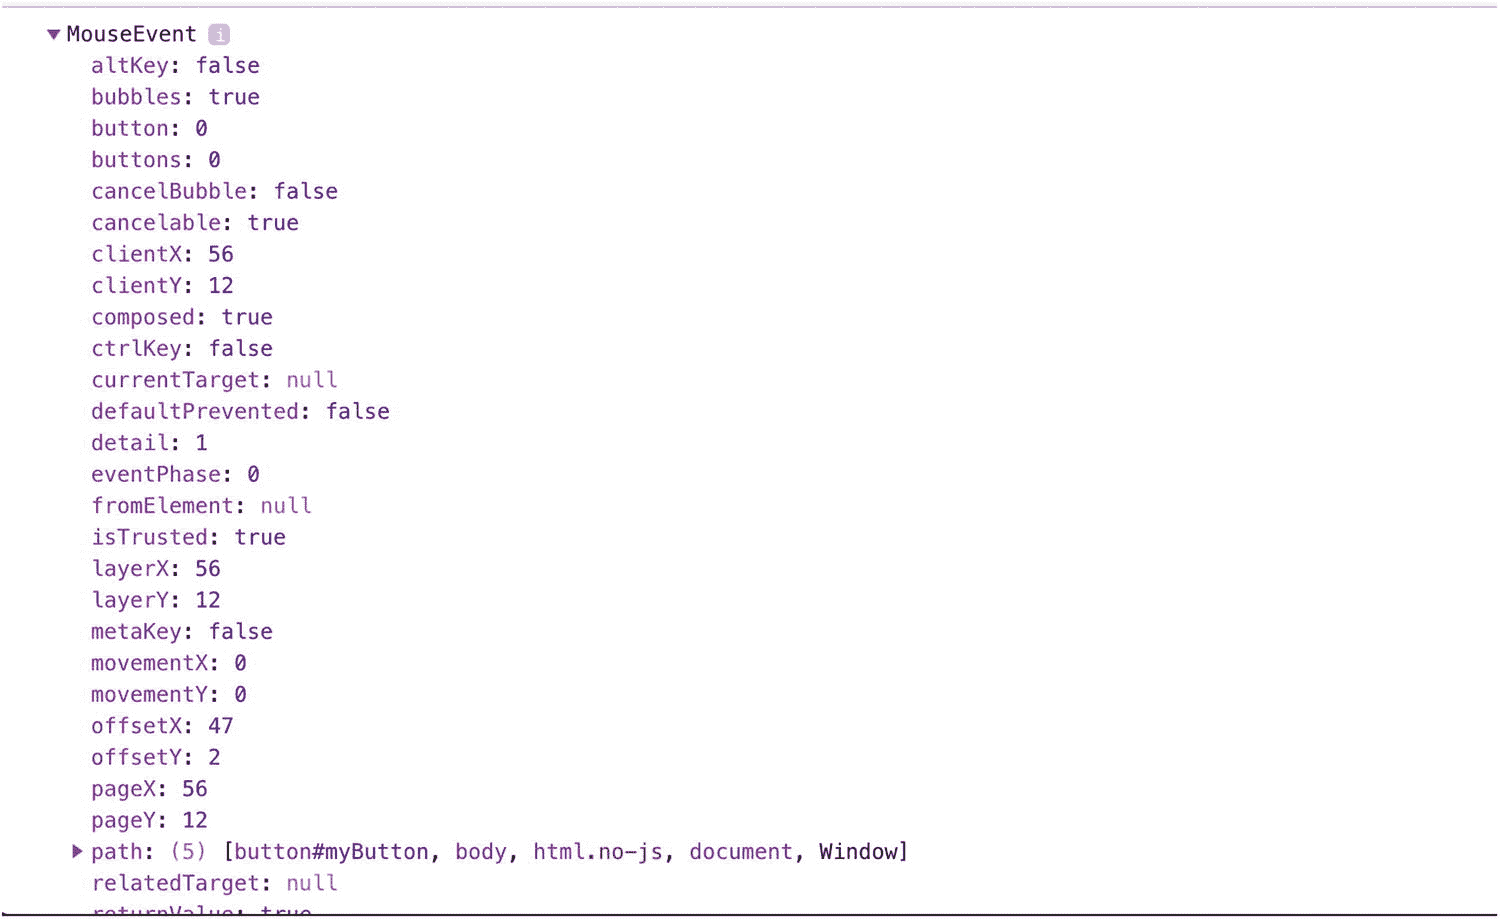 MouseEvent i
altKey: false
bubbles: true
button: 0
buttons: 0
cancelBubble: false
cancelable: true
clientX: 56
clientY: 12
composed: true
ctrlKey: false
currentTarget: null
defaultPrevented: false
detail: 1
eventPhase: 0
fromElement: null
isTrusted: true
layerX: 56
layerY: 12
metaKey: false
movementX: 0
movementY: 0
offsetX: 47
offsetY: 2
pageX: 56
pageY: 12
path: (5) [button#myButton, body, html.no-js, document, Window]
relatedTarget: null
returnValue: true